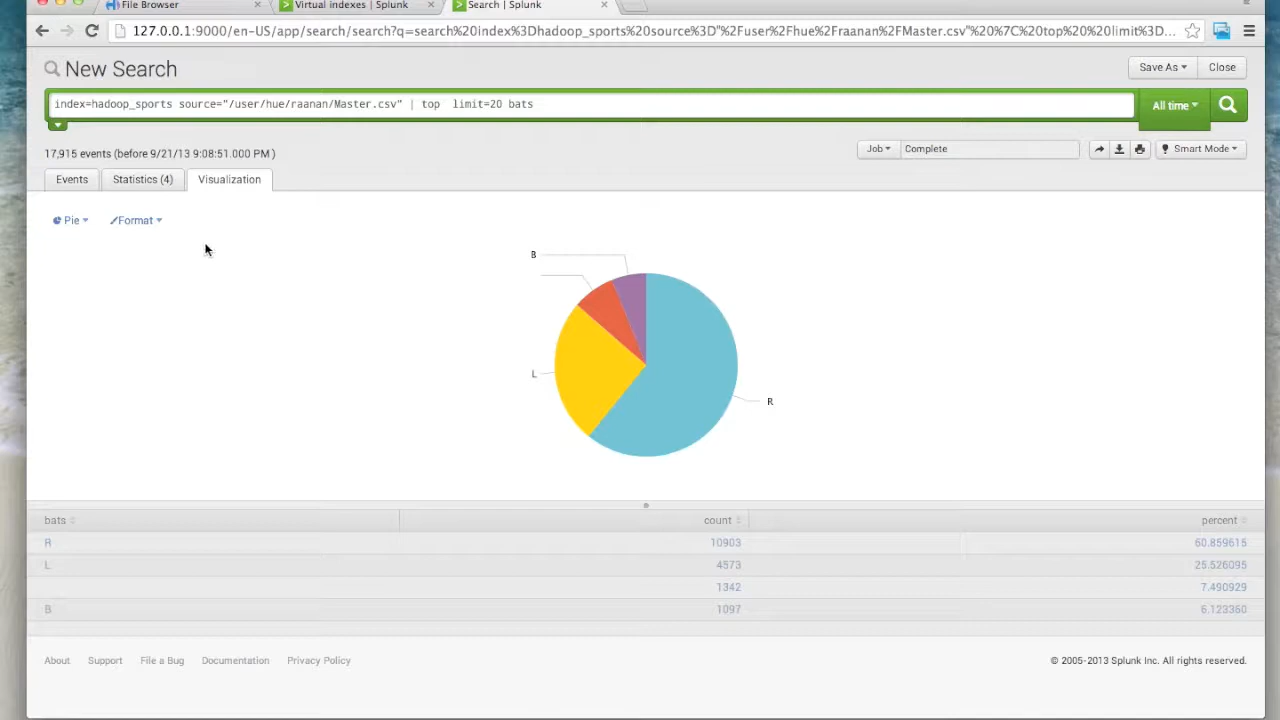 File Browser
Virtual indexes | Splunk
Search | Splunk
127.0.0.1:9000/en-US/app/search/search?q=search%20index%3Dhadoop_sports%20source%3D"%2Fuser%2Fhue%2Fraanan%2FMaster.csv"%20%7C%20top%20%20limit%3D...
New Search
Save As
Close
index=hadoop_sports source="/user/hue/raanan/Master.csv" | top  limit=20 bats
All time
17,915 events (before 9/21/13 9:08:51.000 PM )
Job
Complete
Smart Mode
Events
Statistics (4)
Visualization
Pie
Format
B
L
R
bats count percent
R 10903 60.859615
L 4573 25.526095
1342 7.490929
B 1097 6.123360
About
Support
File a Bug
Documentation
Privacy Policy
© 2005-2013 Splunk Inc. All rights reserved.